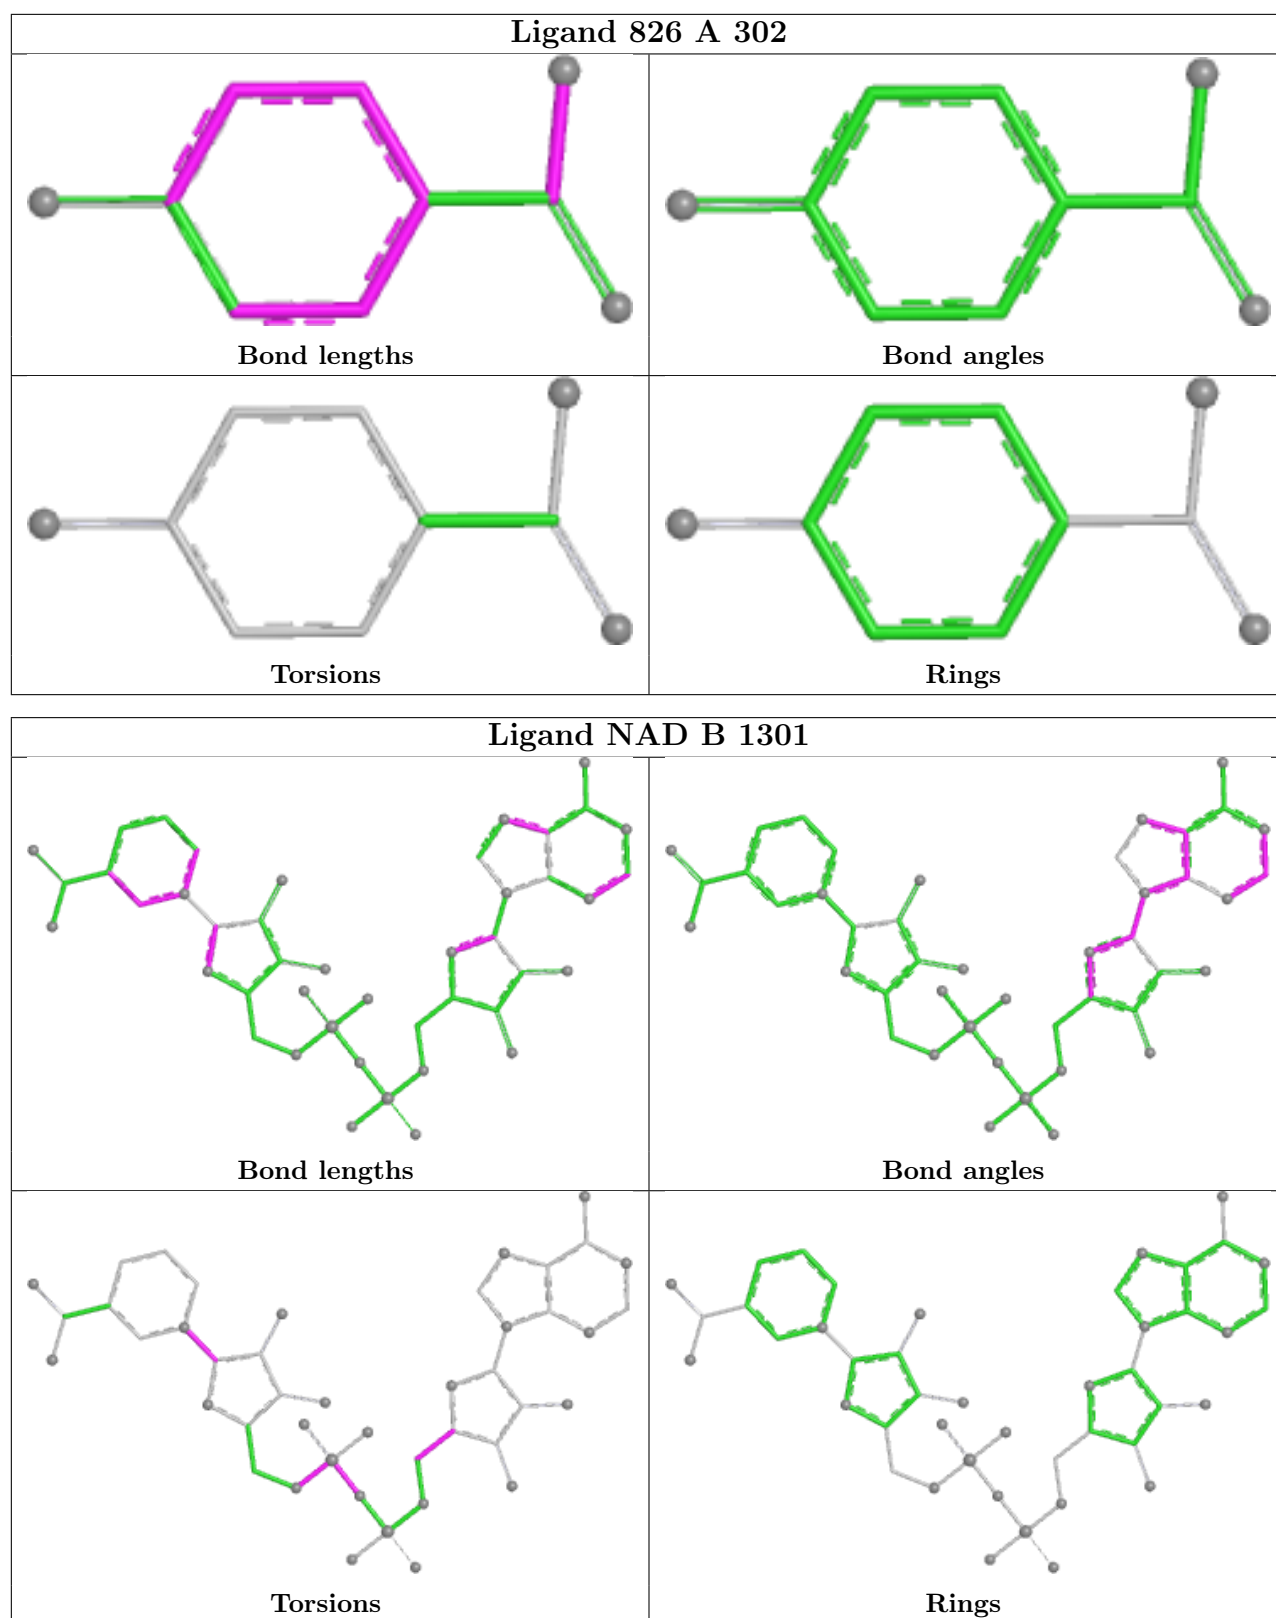 Ligand 826 A 302
Bond lengths
Bond angles
Torsions
Rings
Ligand NAD B 1301
Bond lengths
Bond angles
Torsions
Rings